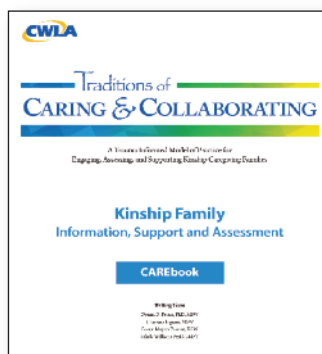 CWLA
Traditions of
CARING & COLLABORATING
A Trauma Informed Model of Practice for
Engaging, Assessing, and Supporting Kinship Caregiving Families
Kinship Family
Information, Support and Assessment
CAREbook
Writing Team